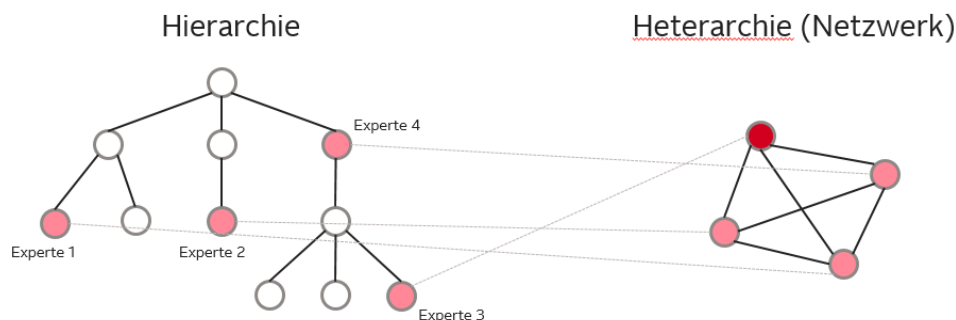 Hierarchie
Heterarchie (Netzwerk)
Experte 4
Experte 1
Experte 2
Experte 3